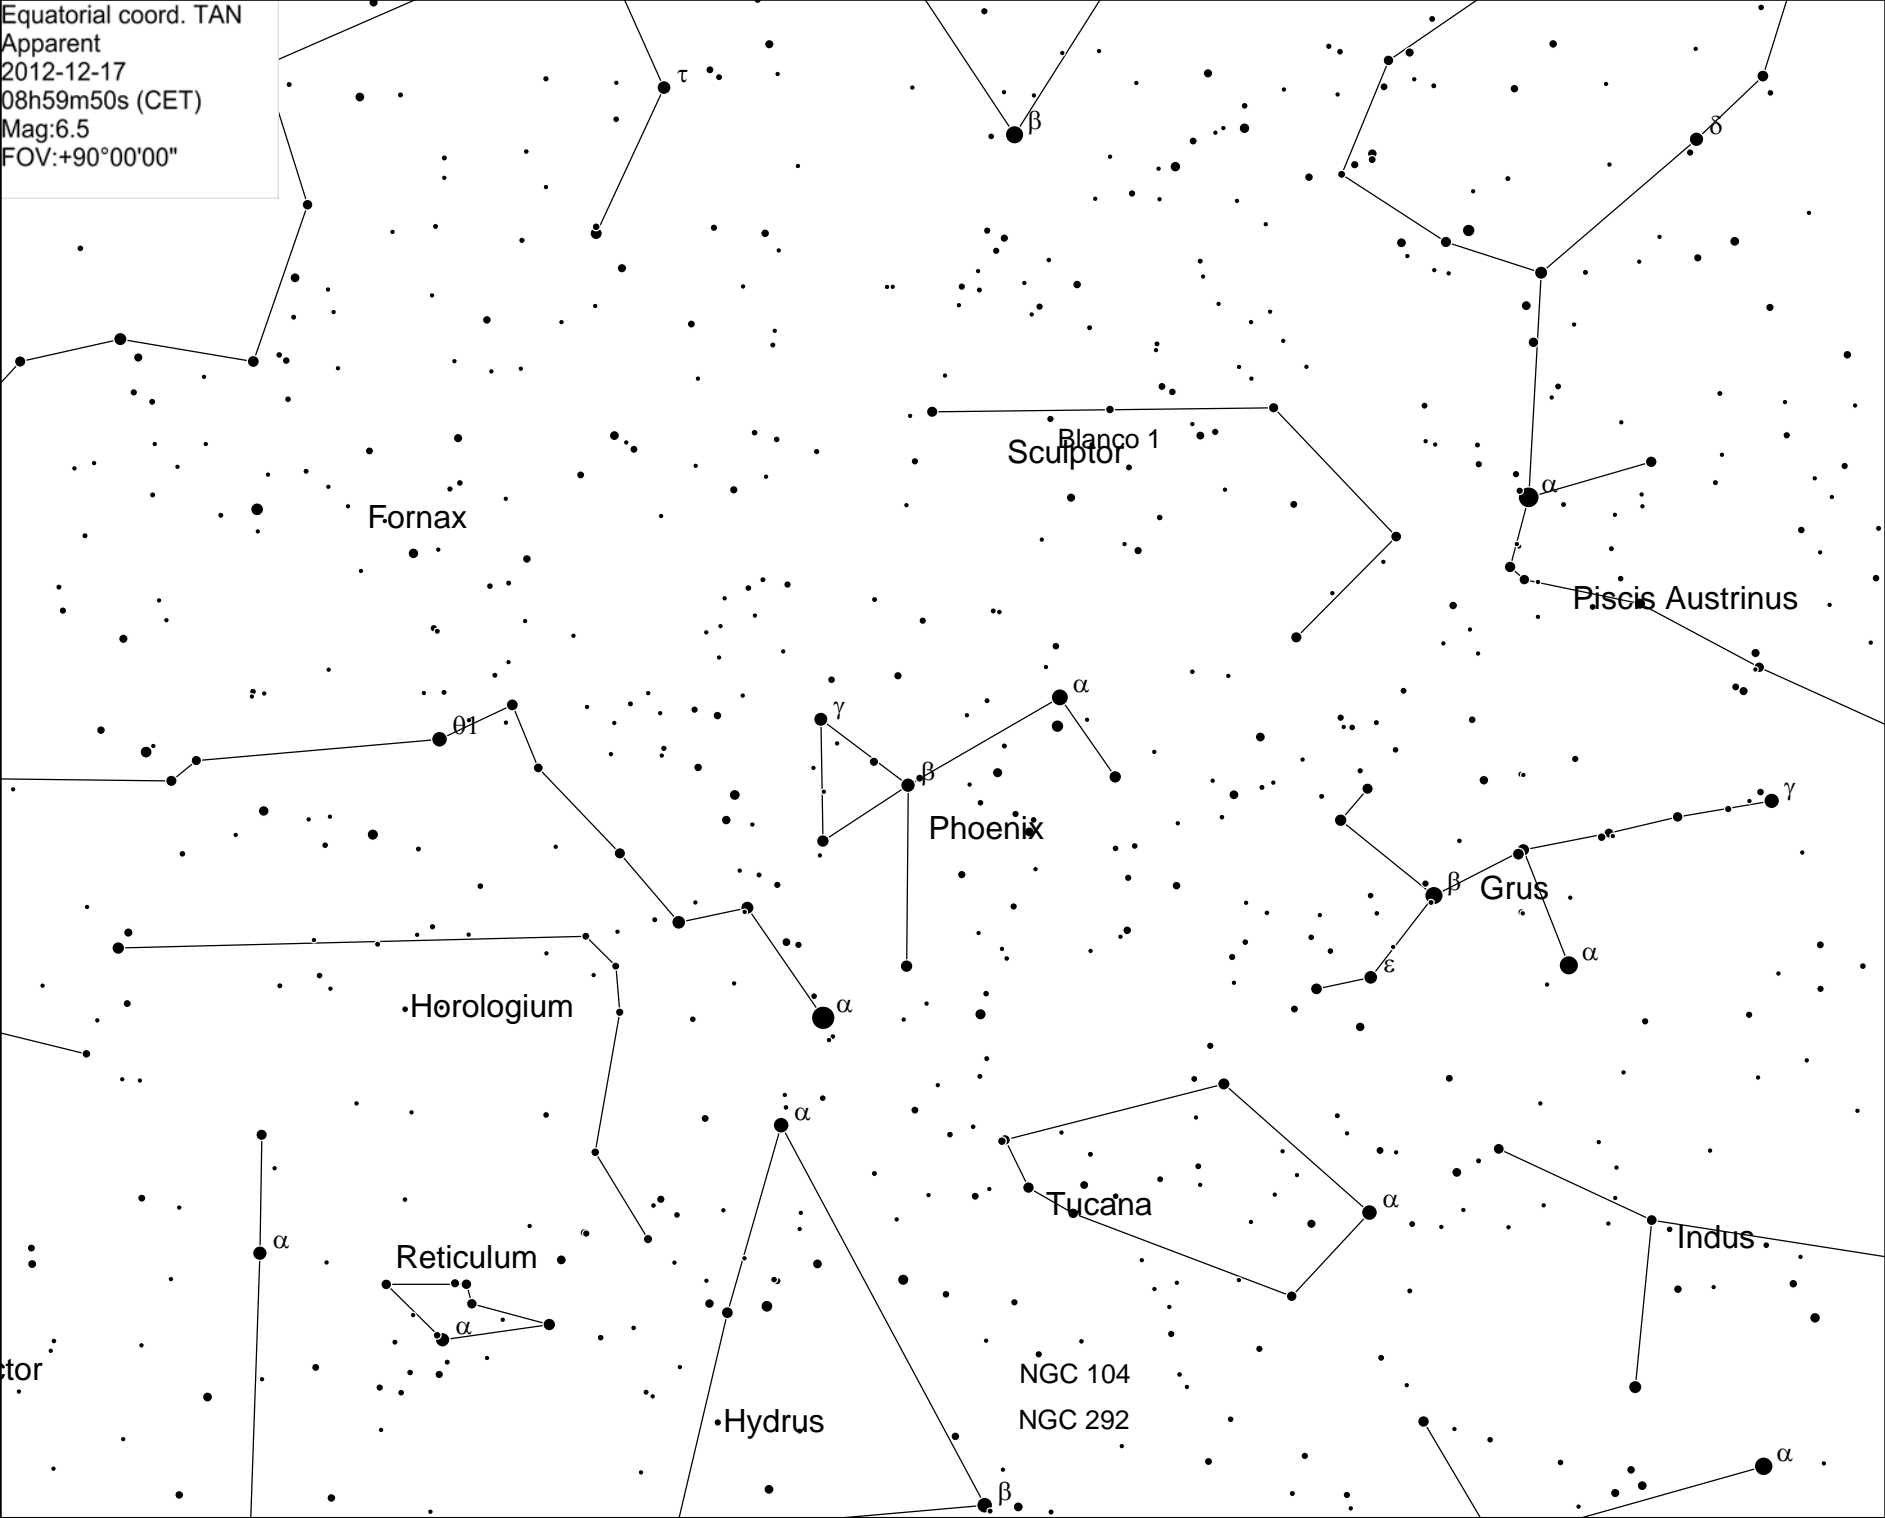 Equatorial coord. TAN
Apparent
2012-12-17
08h59m50s (CET)
Mag:6.5
FOV:+90°00'00"
τ
β
δ
Blanco 1
Sculptor
α
Fornax
Piscis Austrinus
α
γ
θ1
β
γ
Phoenix
β
Grus
α
ε
Horologium
α
α
α
Tucana
α
Indus
Reticulum
α
ctor
NGC 104
NGC 292
Hydrus
α
β